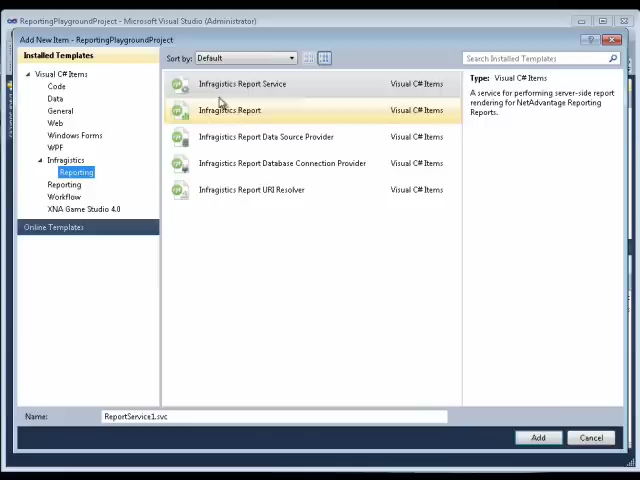 ReportingPlaygroundProject - Microsoft Visual Studio (Administrator)
Add New Item - ReportingPlaygroundProject
Installed Templates
Sort by: Default
Search Installed Templates
Visual C# Items
Code
Data
General
Web
Windows Forms
WPF
Infragistics
Reporting
Reporting
Workflow
XNA Game Studio 4.0
Online Templates
Infragistics Report Service Visual C# Items
Infragistics Report Visual C# Items
Infragistics Report Data Source Provider Visual C# Items
Infragistics Report Database Connection Provider Visual C# Items
Infragistics Report URI Resolver Visual C# Items
Type: Visual C# Items
A service for performing server-side report
rendering for NetAdvantage Reporting
Reports.
Name: ReportService1.svc
Add
Cancel